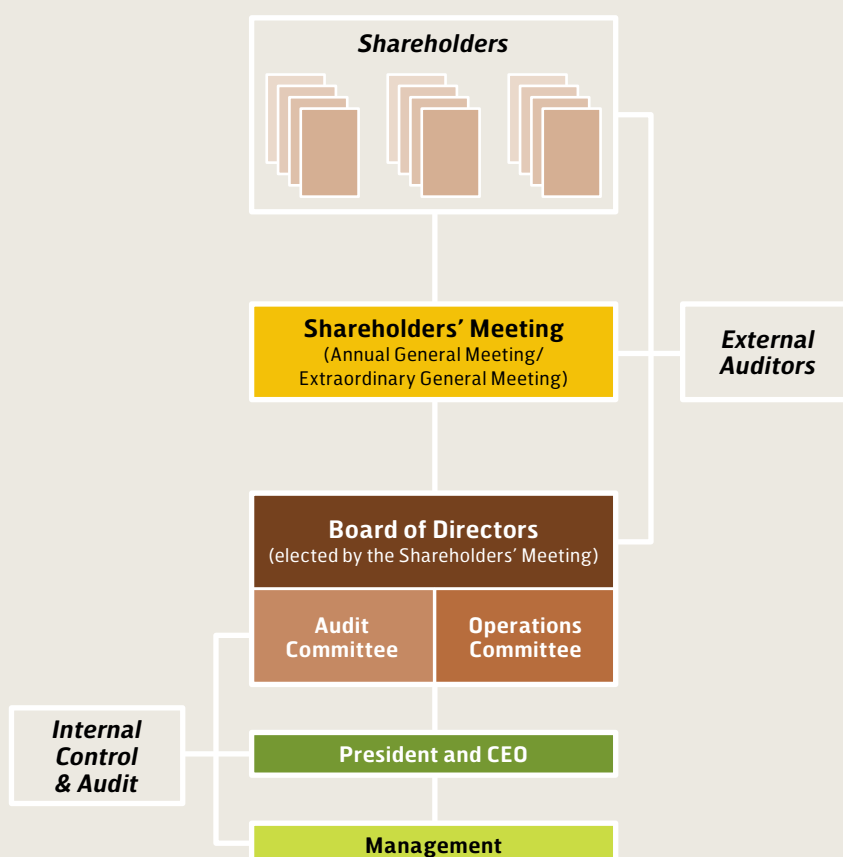 Shareholders
Shareholders’ Meeting
(Annual General Meeting/
Extraordinary General Meeting)
External
Auditors
Board of Directors
(elected by the Shareholders’ Meeting)
Audit
Committee
Operations
Committee
Internal
Control
& Audit
President and CEO
Management